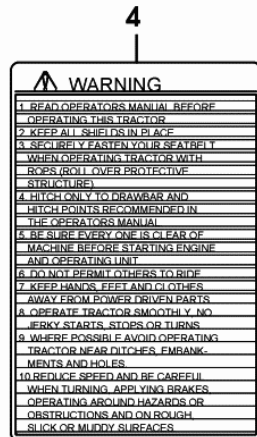 4
WARNING
1. READ OPERATORS MANUAL BEFORE
OPERATING THIS TRACTOR
2. KEEP ALL SHIELDS IN PLACE
3. SECURELY FASTEN YOUR SEATBELT
WHEN OPERATING TRACTOR WITH
ROPS (ROLL OVER PROTECTIVE
STRUCTURE)
4. HITCH ONLY TO DRAWBAR AND
HITCH POINTS RECOMMENDED IN
THE OPERATORS MANUAL
5. BE SURE EVERY ONE IS CLEAR OF
MACHINE BEFORE STARTING ENGINE
AND OPERATING UNIT
6. DO NOT PERMIT OTHERS TO RIDE
7. KEEP HANDS, FEET AND CLOTHES
AWAY FROM POWER DRIVEN PARTS
8. OPERATE TRACTOR SMOOTHLY, NO
JERKY STARTS, STOPS OR TURNS
9. WHERE POSSIBLE AVOID OPERATING
TRACTOR NEAR DITCHES, EMBANK-
MENTS AND HOLES
10. REDUCE SPEED AND BE CAREFUL
WHEN TURNING, APPLYING BRAKES,
OPERATING AROUND HAZARDS OR
OBSTRUCTIONS AND ON ROUGH,
SLICK OR MUDDY SURFACES